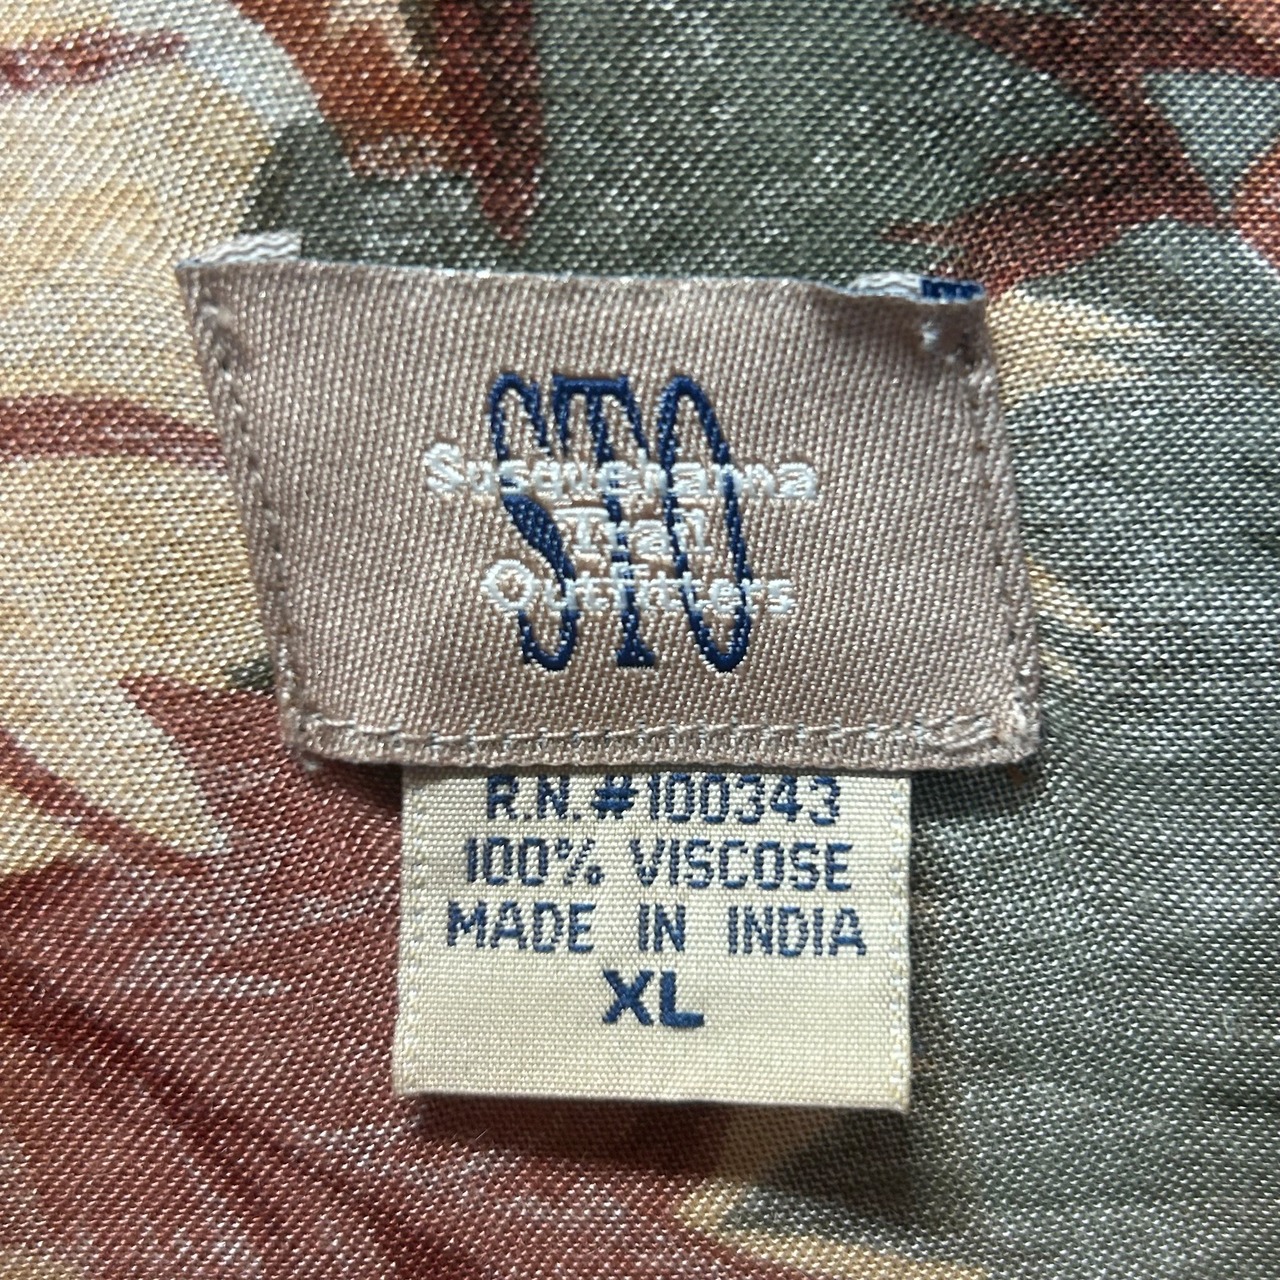 STO
Susquehanna
Trail
Outfitters
R.N.#100343
100% VISCOSE
MADE IN INDIA
XL